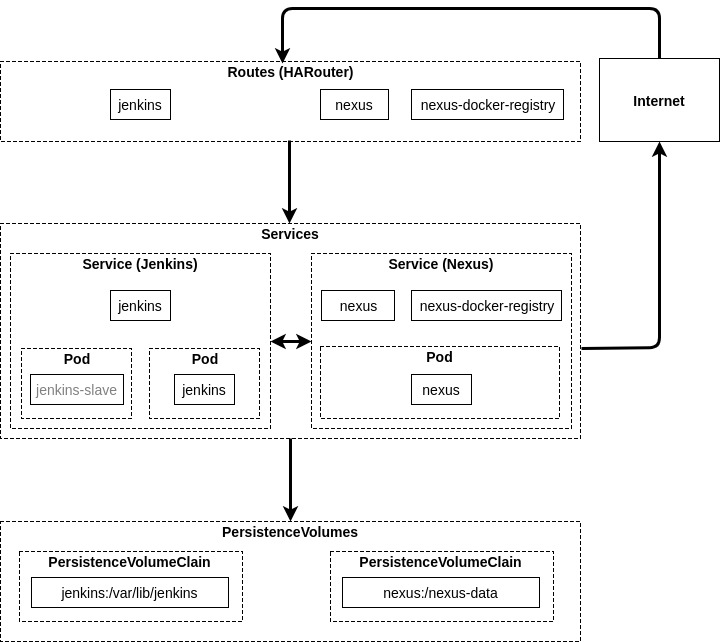 Routes (HARouter)
jenkins
nexus
nexus-docker-registry
Internet
Services
Service (Jenkins)
jenkins
Pod
jenkins-slave
Pod
jenkins
Service (Nexus)
nexus
nexus-docker-registry
Pod
nexus
PersistenceVolumes
PersistenceVolumeClain
jenkins:/var/lib/jenkins
PersistenceVolumeClain
nexus:/nexus-data